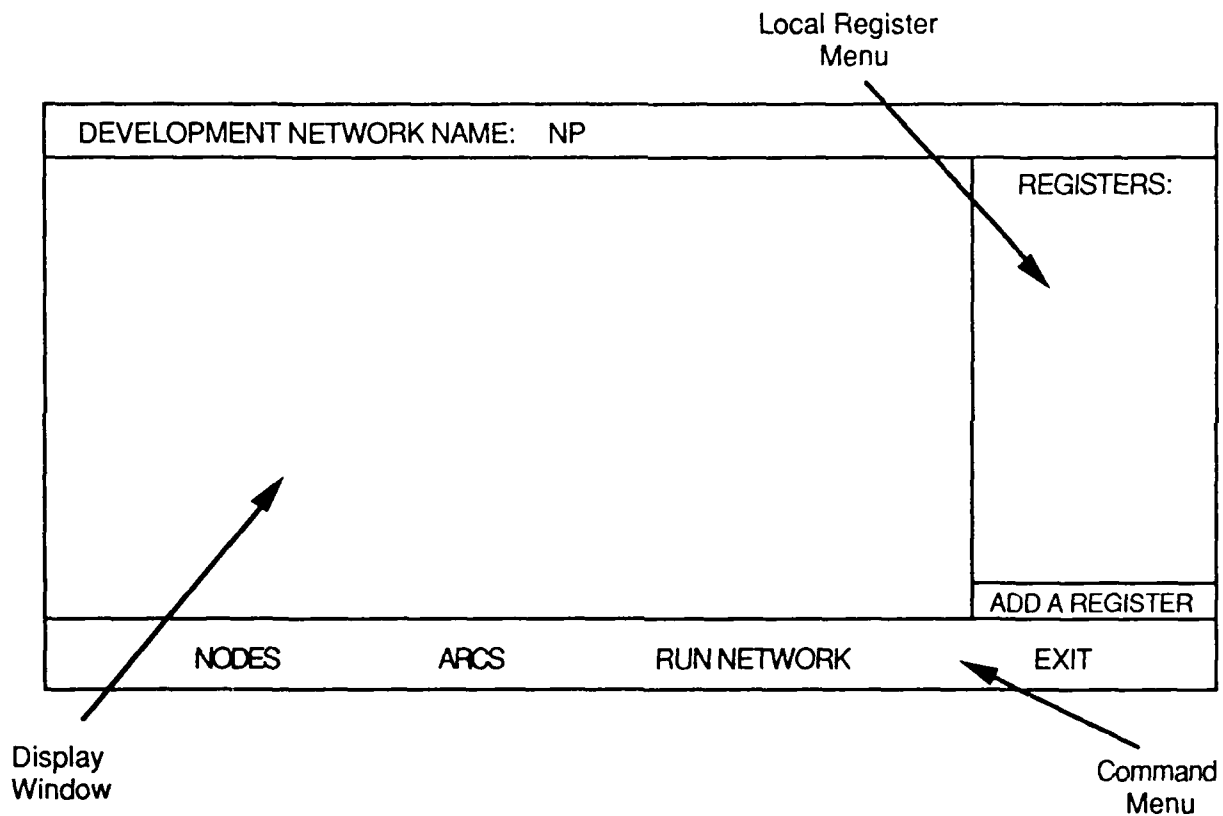 Local Register
Menu
DEVELOPMENT NETWORK NAME: NP
REGISTERS:
ADD A REGISTER
NODES ARCS RUN NETWORK EXIT
Display
Window
Command
Menu